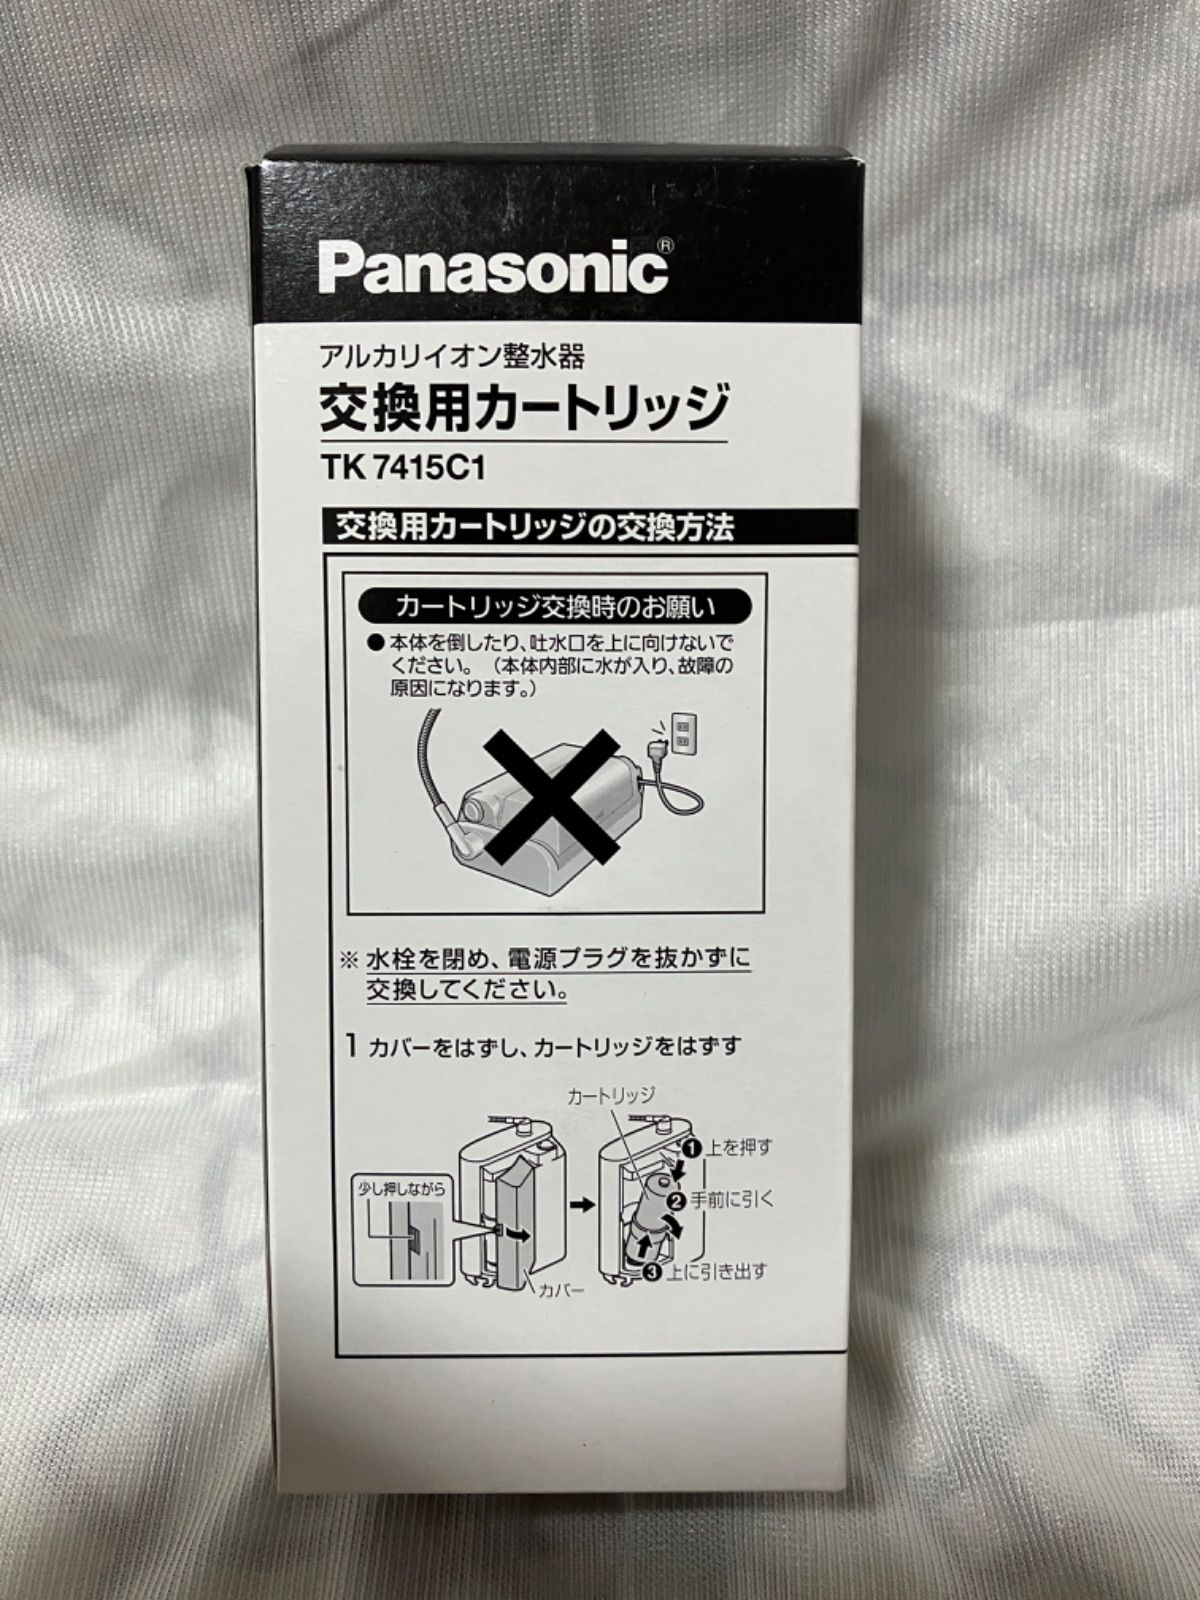 Panasonic®
アルカリイオン整水器
交換用カートリッジ
TK 7415C1
交換用カートリッジの交換方法
カートリッジ交換時のお願い
● 本体を倒したり、吐水口を上に向けないで
ください。（本体内部に水が入り、故障の
原因になります。）
※ 水栓を閉め、電源プラグを抜かずに
交換してください。
1 カバーをはずし、カートリッジをはずす
カートリッジ
❶ 上を押す
少し押しながら
❷ 手前に引く
❸ 上に引き出す
カバー